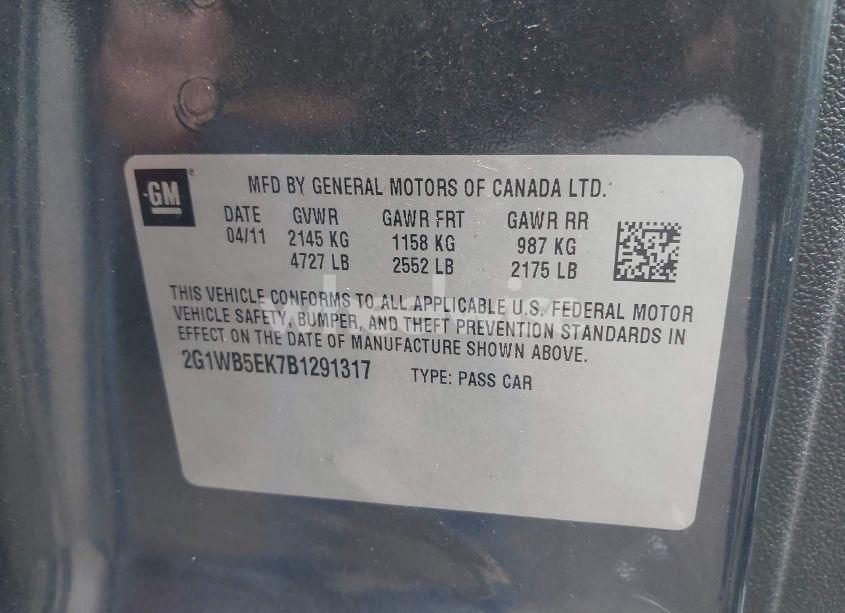 GM
MFD BY GENERAL MOTORS OF CANADA LTD.
DATE GVWR GAWR FRT GAWR RR
04/11 2145 KG 1158 KG 987 KG
4727 LB 2552 LB 2175 LB
THIS VEHICLE CONFORMS TO ALL APPLICABLE U.S. FEDERAL MOTOR
VEHICLE SAFETY, BUMPER, AND THEFT PREVENTION STANDARDS IN
EFFECT ON THE DATE OF MANUFACTURE SHOWN ABOVE.
2G1WB5EK7B1291317 TYPE: PASS CAR